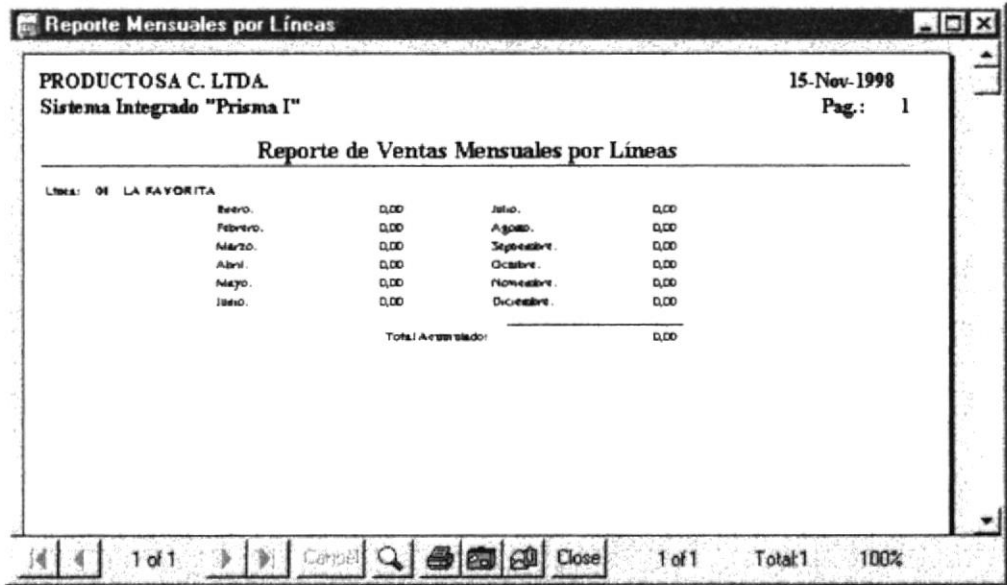 Reporte Mensuales por Líneas
PRODUCTOSA C. LTDA. 15-Nov-1998
Sistema Integrado "Prisma I" Pag.: 1
Reporte de Ventas Mensuales por Líneas
Línea: 01 LA FAVORITA
Enero. 0,00 Julio. 0,00
Febrero. 0,00 Agosto. 0,00
Marzo. 0,00 Septiembre. 0,00
Abril. 0,00 Octubre. 0,00
Mayo. 0,00 Noviembre. 0,00
Junio. 0,00 Diciembre. 0,00
Total Acumulado: 0,00
1 of 1 Cancel Close 1 of 1 Total:1 100%